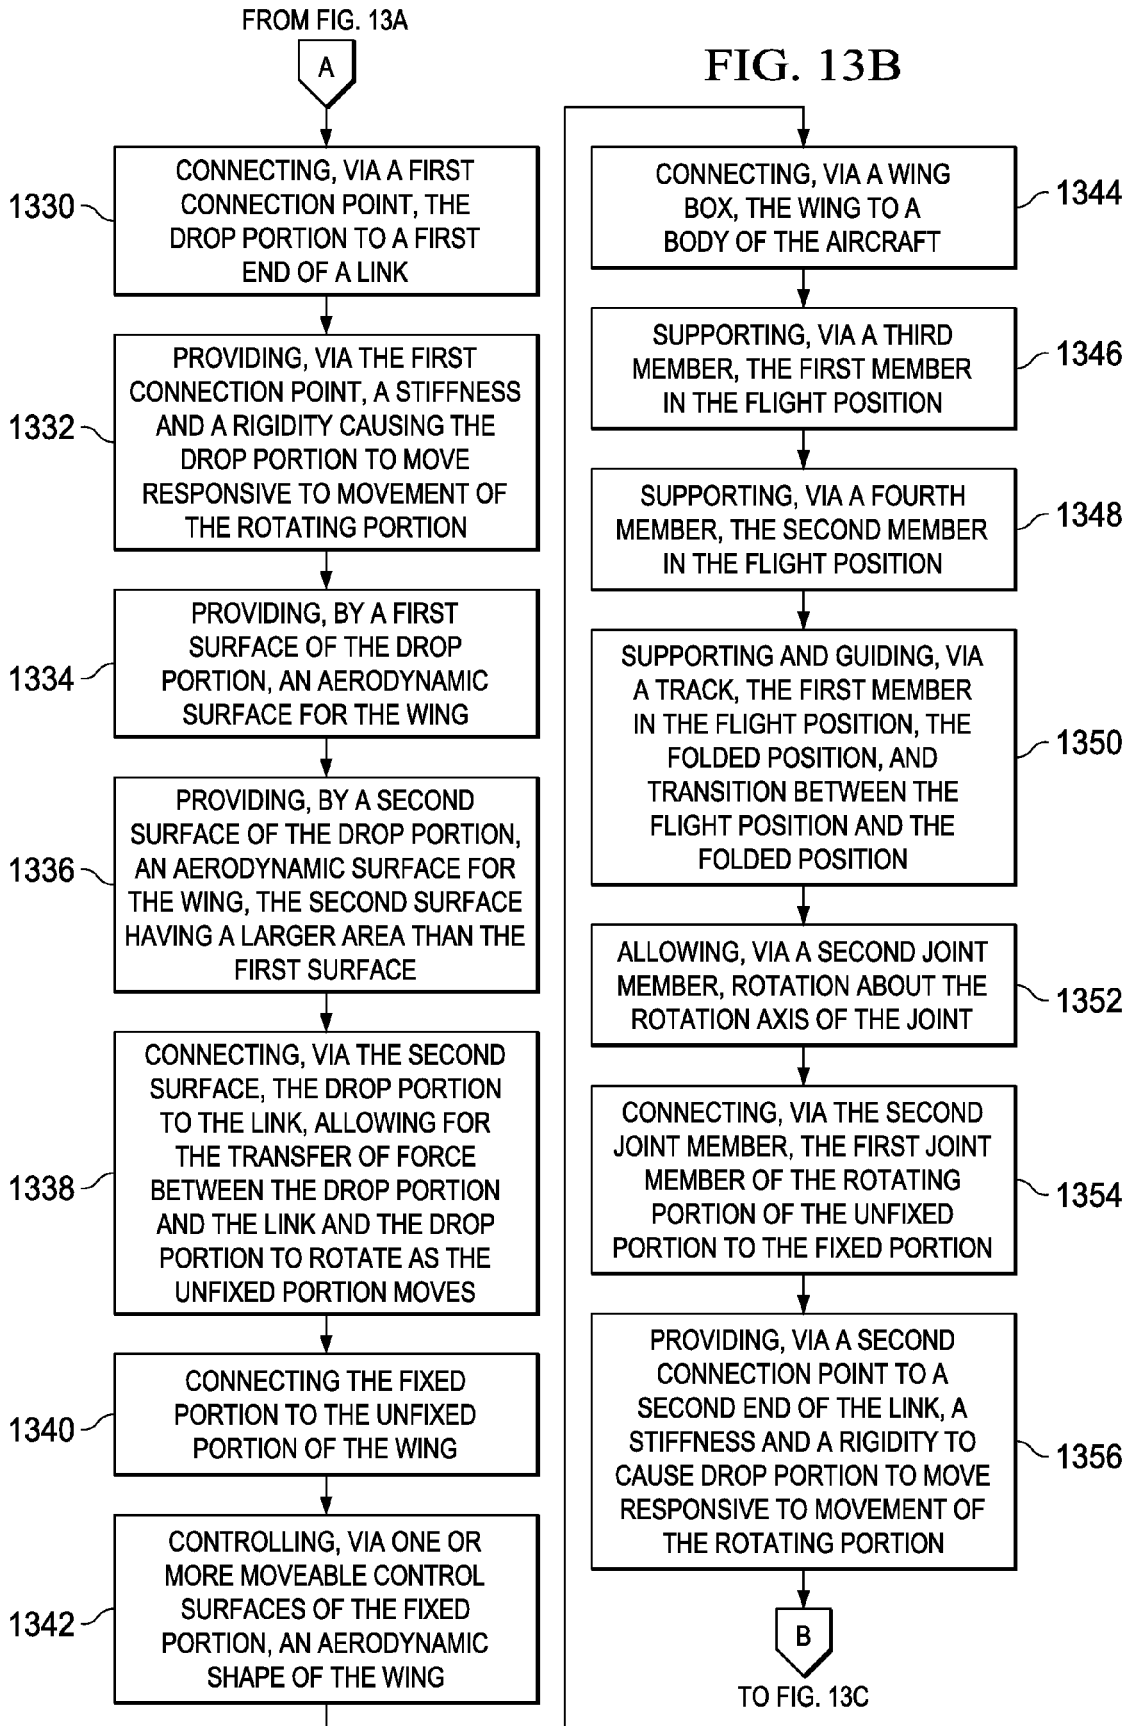 FROM FIG. 13A
A
FIG. 13B
1330
CONNECTING, VIA A FIRST
CONNECTION POINT, THE
DROP PORTION TO A FIRST
END OF A LINK
1332
PROVIDING, VIA THE FIRST
CONNECTION POINT, A STIFFNESS
AND A RIGIDITY CAUSING THE
DROP PORTION TO MOVE
RESPONSIVE TO MOVEMENT OF
THE ROTATING PORTION
1334
PROVIDING, BY A FIRST
SURFACE OF THE DROP
PORTION, AN AERODYNAMIC
SURFACE FOR THE WING
1336
PROVIDING, BY A SECOND
SURFACE OF THE DROP PORTION,
AN AERODYNAMIC SURFACE FOR
THE WING, THE SECOND SURFACE
HAVING A LARGER AREA THAN THE
FIRST SURFACE
1338
CONNECTING, VIA THE SECOND
SURFACE, THE DROP PORTION
TO THE LINK, ALLOWING FOR
THE TRANSFER OF FORCE
BETWEEN THE DROP PORTION
AND THE LINK AND THE DROP
PORTION TO ROTATE AS THE
UNFIXED PORTION MOVES
1340
CONNECTING THE FIXED
PORTION TO THE UNFIXED
PORTION OF THE WING
1342
CONTROLLING, VIA ONE OR
MORE MOVEABLE CONTROL
SURFACES OF THE FIXED
PORTION, AN AERODYNAMIC
SHAPE OF THE WING
CONNECTING, VIA A WING
BOX, THE WING TO A
BODY OF THE AIRCRAFT
1344
SUPPORTING, VIA A THIRD
MEMBER, THE FIRST MEMBER
IN THE FLIGHT POSITION
1346
SUPPORTING, VIA A FOURTH
MEMBER, THE SECOND MEMBER
IN THE FLIGHT POSITION
1348
SUPPORTING AND GUIDING, VIA
A TRACK, THE FIRST MEMBER
IN THE FLIGHT POSITION, THE
FOLDED POSITION, AND
TRANSITION BETWEEN THE
FLIGHT POSITION AND THE
FOLDED POSITION
1350
ALLOWING, VIA A SECOND JOINT
MEMBER, ROTATION ABOUT THE
ROTATION AXIS OF THE JOINT
1352
CONNECTING, VIA THE SECOND
JOINT MEMBER, THE FIRST JOINT
MEMBER OF THE ROTATING
PORTION OF THE UNFIXED
PORTION TO THE FIXED PORTION
1354
PROVIDING, VIA A SECOND
CONNECTION POINT TO A
SECOND END OF THE LINK, A
STIFFNESS AND A RIGIDITY TO
CAUSE DROP PORTION TO MOVE
RESPONSIVE TO MOVEMENT OF
THE ROTATING PORTION
1356
B
TO FIG. 13C